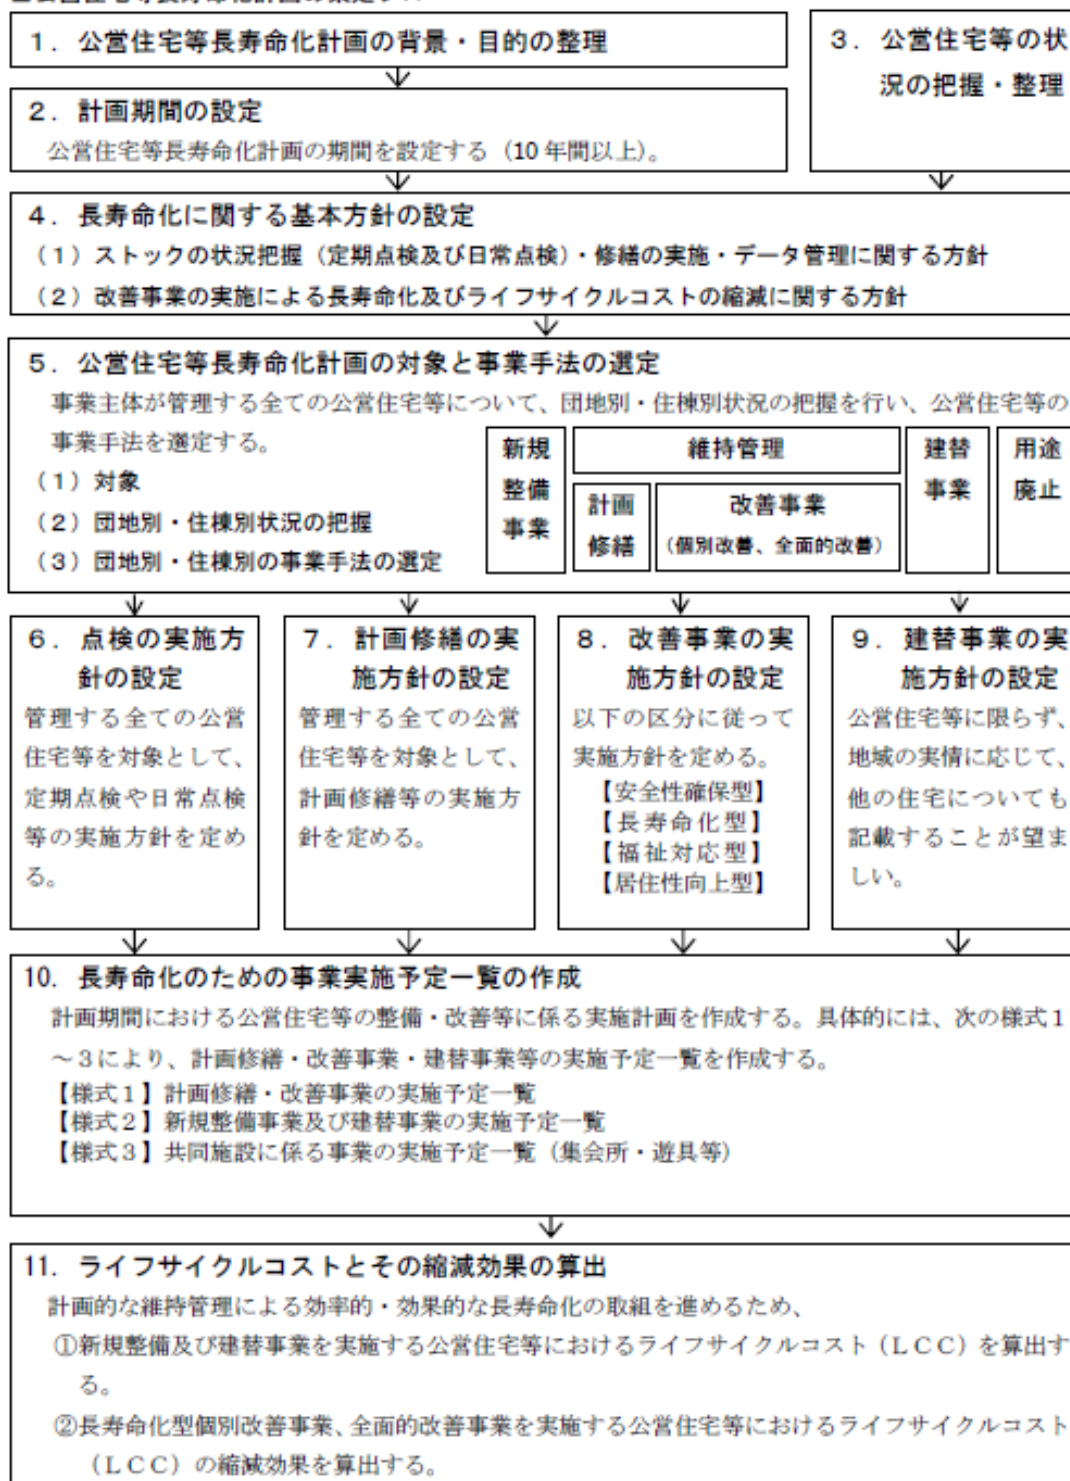 1．公営住宅等長寿命化計画の背景・目的の整理
3．公営住宅等の状
況の把握・整理
2．計画期間の設定
公営住宅等長寿命化計画の期間を設定する（10 年間以上）。
4．長寿命化に関する基本方針の設定
（1）ストックの状況把握（定期点検及び日常点検）・修繕の実施・データ管理に関する方針
（2）改善事業の実施による長寿命化及びライフサイクルコストの縮減に関する方針
5．公営住宅等長寿命化計画の対象と事業手法の選定
事業主体が管理する全ての公営住宅等について、団地別・住棟別状況の把握を行い、公営住宅等の
事業手法を選定する。
（1）対象
（2）団地別・住棟別状況の把握
（3）団地別・住棟別の事業手法の選定
新規
整備
事業
維持管理
計画
修繕
改善事業
（個別改善、全面的改善）
建替
事業
用途
廃止
6．点検の実施方
針の設定
管理する全ての公営
住宅等を対象として、
定期点検や日常点検
等の実施方針を定め
る。
7．計画修繕の実
施方針の設定
管理する全ての公営
住宅等を対象として、
計画修繕等の実施方
針を定める。
8．改善事業の実
施方針の設定
以下の区分に従って
実施方針を定める。
【安全性確保型】
【長寿命化型】
【福祉対応型】
【居住性向上型】
9．建替事業の実
施方針の設定
公営住宅等に限らず、
地域の実情に応じて、
他の住宅についても
記載することが望ま
しい。
10．長寿命化のための事業実施予定一覧の作成
計画期間における公営住宅等の整備・改善等に係る実施計画を作成する。具体的には、次の様式1
～3により、計画修繕・改善事業・建替事業等の実施予定一覧を作成する。
【様式1】計画修繕・改善事業の実施予定一覧
【様式2】新規整備事業及び建替事業の実施予定一覧
【様式3】共同施設に係る事業の実施予定一覧（集会所・遊具等）
11．ライフサイクルコストとその縮減効果の算出
計画的な維持管理による効率的・効果的な長寿命化の取組を進めるため、
①新規整備及び建替事業を実施する公営住宅等におけるライフサイクルコスト（ＬＣＣ）を算出す
る。
②長寿命化型個別改善事業、全面的改善事業を実施する公営住宅等におけるライフサイクルコスト
（ＬＣＣ）の縮減効果を算出する。